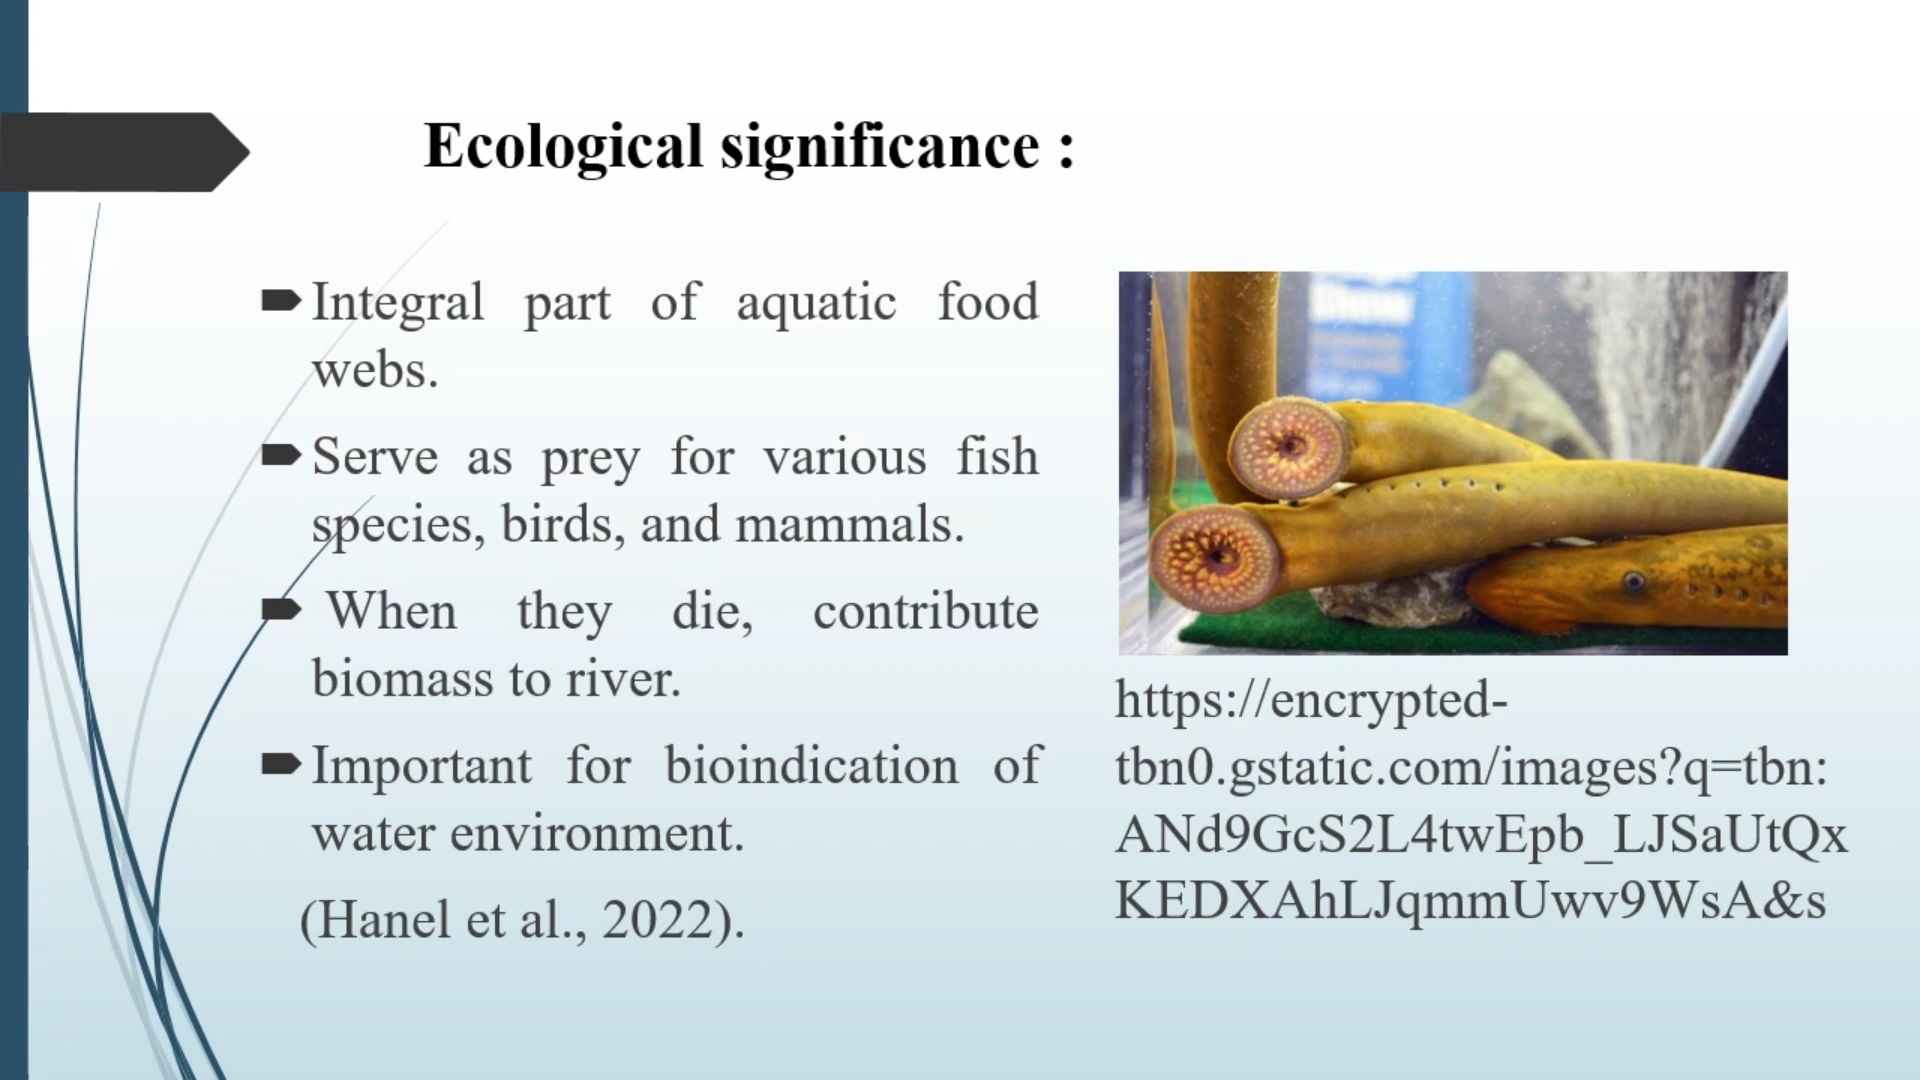 Ecological significance :
Integral part of aquatic food
webs.
Serve as prey for various fish
species, birds, and mammals.
When they die, contribute
biomass to river.
Important for bioindication of
water environment.
(Hanel et al., 2022).
https://encrypted-
tbn0.gstatic.com/images?q=tbn:
ANd9GcS2L4twEpb_LJSaUtQx
KEDXAhLJqmmUwv9WsA&s